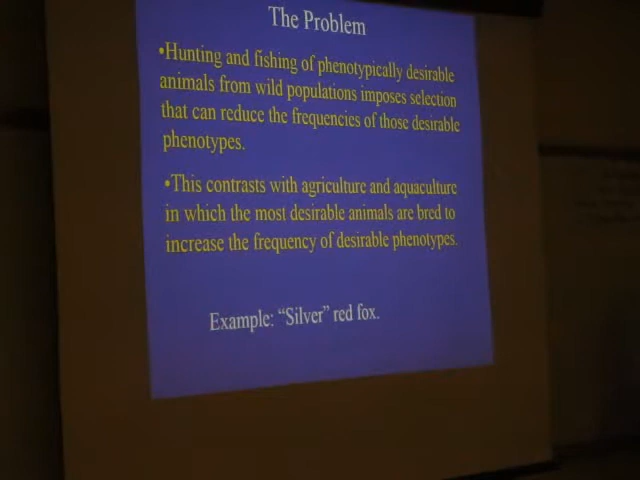 The Problem
•Hunting and fishing of phenotypically desirable
animals from wild populations imposes selection
that can reduce the frequencies of those desirable
phenotypes.
•This contrasts with agriculture and aquaculture
in which the most desirable animals are bred to
increase the frequency of desirable phenotypes.
Example: “Silver” red fox.